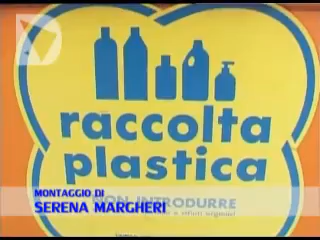 raccolta
plastica
MONTAGGIO DI
NON INTRODURRE
SERENA MARGHERI